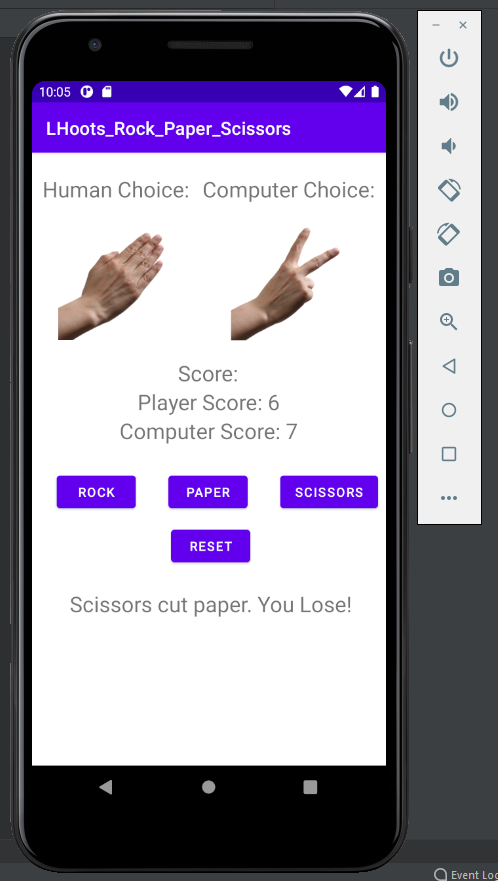 10:05
LHoots_Rock_Paper_Scissors
Human Choice: Computer Choice:
Score:
Player Score: 6
Computer Score: 7
ROCK PAPER SCISSORS
RESET
Scissors cut paper. You Lose!
Event Log